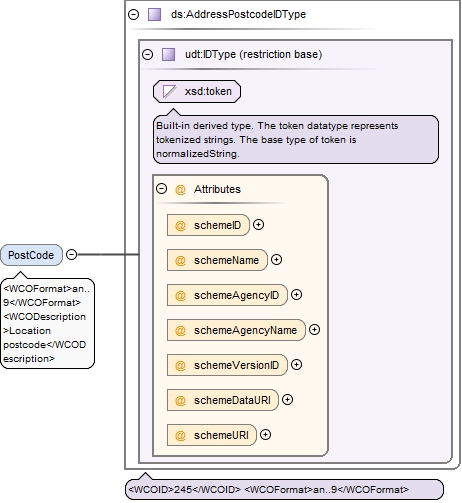 ds:AddressPostcodeIDType
udt:IDType (restriction base)
xsd:token
Built-in derived type. The token datatype represents
tokenized strings. The base type of token is
normalizedString.
@ Attributes
@ schemeID
@ schemeName
@ schemeAgencyID
@ schemeAgencyName
@ schemeVersionID
@ schemeDataURI
@ schemeURI
PostCode
<WCOFormat>an..
9</WCOFormat>
<WCODescription
>Location
postcode</WCOD
escription>
<WCOID>245</WCOID> <WCOFormat>an..9</WCOFormat>